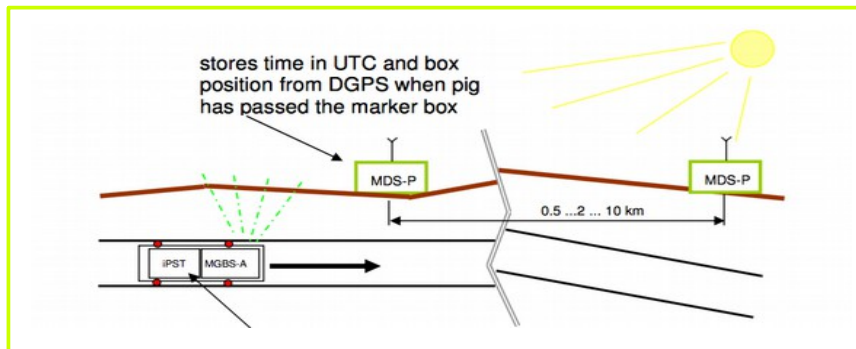 stores time in UTC and box
position from DGPS when pig
has passed the marker box
MDS-P
MDS-P
0.5 ...2 ... 10 km
iPST
MGBS-A